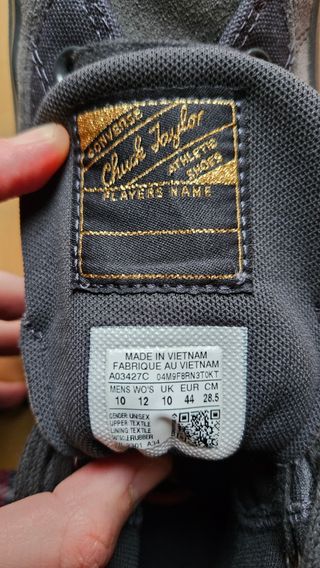 CONVERSE
Chuck Taylor
ATHLETIC
SHOES
PLAYERS NAME
MADE IN VIETNAM
FABRIQUE AU VIETNAM
A03427C 04M9F8RN3T0KT
MENS WO'S UK EUR CM
10 12 10 44 28.5
GENDER: UNISEX
UPPER: TEXTILE
LINING: TEXTILE